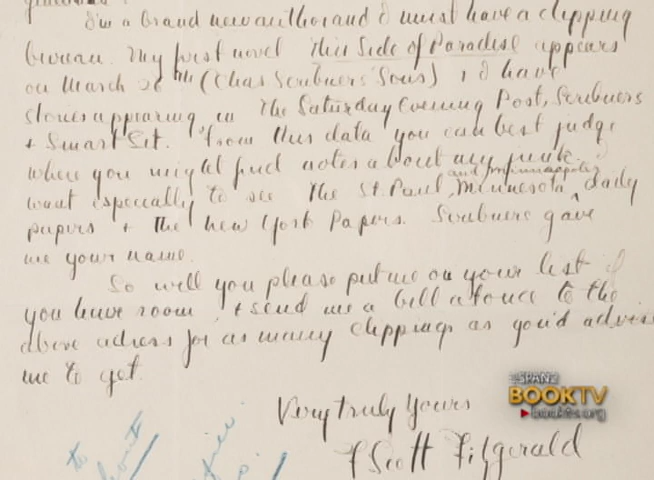 I'm a brand new author and I must have a clipping
bureau. My first novel This Side of Paradise appears
on March 26th (Chas Scribners Sons) I have
stories appearing in The Saturday Evening Post, Scribners
+ Smart Set. From this data you can best judge
where you might find notes about my junk. I
want especially to see the St. Paul, Minnesota and Minneapolis daily
papers + the New York Papers. Scribners gave
me your name.
So will you please put me on your list if
you have room, + send me a bill at once to the
above adress for as many clippings as you'd advise
me to get.
Very truly Yours
F Scott Fitzgerald
to
C-SPAN2
BOOKTV
booktv.org